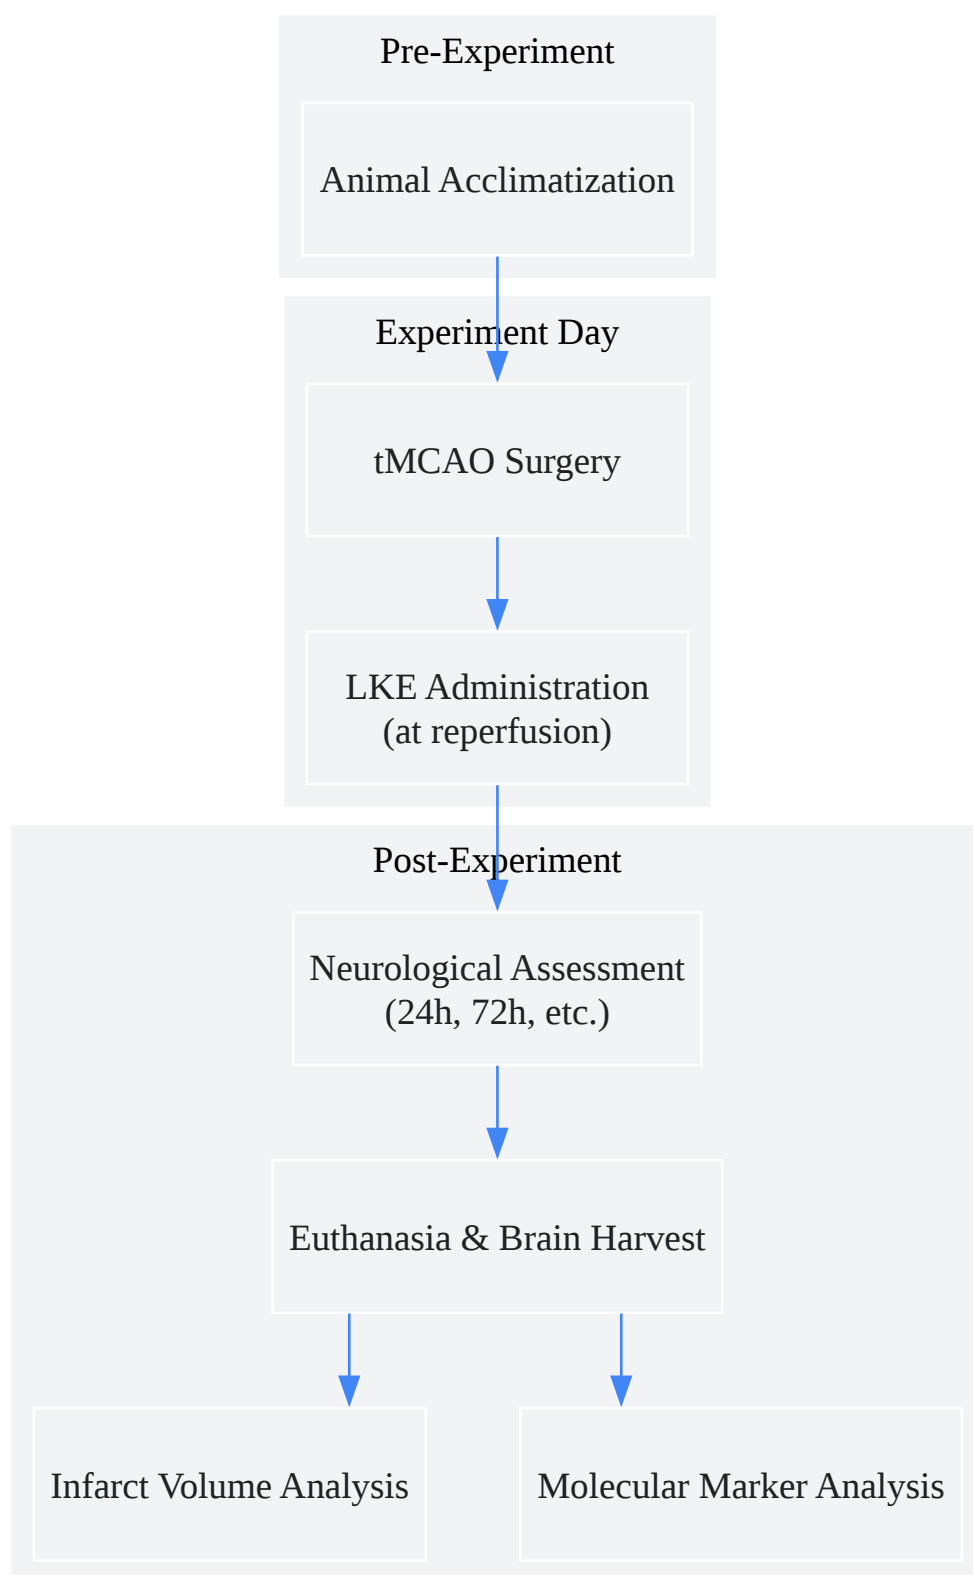 Pre-Experiment
Animal Acclimatization
Experiment Day
tMCAO Surgery
LKE Administration
(at reperfusion)
Post-Experiment
Neurological Assessment
(24h, 72h, etc.)
Euthanasia & Brain Harvest
Infarct Volume Analysis
Molecular Marker Analysis